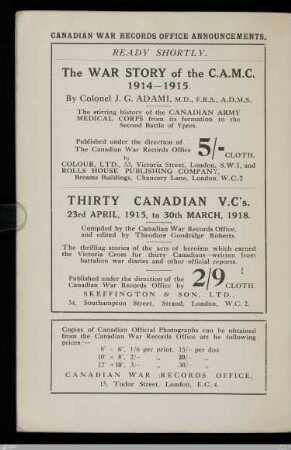 CANADIAN WAR RECORDS OFFICE ANNOUNCEMENTS.
READY SHORTLY.
The WAR STORY of the C.A.M.C.
1914—1915.
By Colonel J. G. ADAMI, M.D., F.R.S., A.D.M.S.
The stirring history of the CANADIAN ARMY
MEDICAL CORPS from its formation to the
Second Battle of Ypres.
Published under the direction of
The Canadian War Records Office 5/- CLOTH.
by
COLOUR, LTD., 53, Victoria Street, London, S.W.1, and
ROLLS HOUSE PUBLISHING COMPANY,
Breams Buildings, Chancery Lane, London, W.C. 2
THIRTY CANADIAN V.C's.
23rd APRIL, 1915, to 30th MARCH, 1918.
Compiled by the Canadian War Records Office,
and edited by Theodore Goodridge Roberts.
The thrilling stories of the acts of heroism which earned
the Victoria Cross for thirty Canadians—written from
battalion war diaries and other official reports.
Published under the direction of the
Canadian War Records Office by 2/9 CLOTH.
SKEFFINGTON & SON, LTD.,
34, Southampton Street, Strand, London, W.C. 2.
Copies of Canadian Official Photographs can be obtained
from the Canadian War Records Office at the following
prices:—
8" × 6", 1/6 per print, 15/- per doz.
10" × 8", 2/- „ 20/- „
12" × 10", 3/- „ 30/- „
CANADIAN WAR RECORDS OFFICE,
15, Tudor Street, London, E.C. 4.